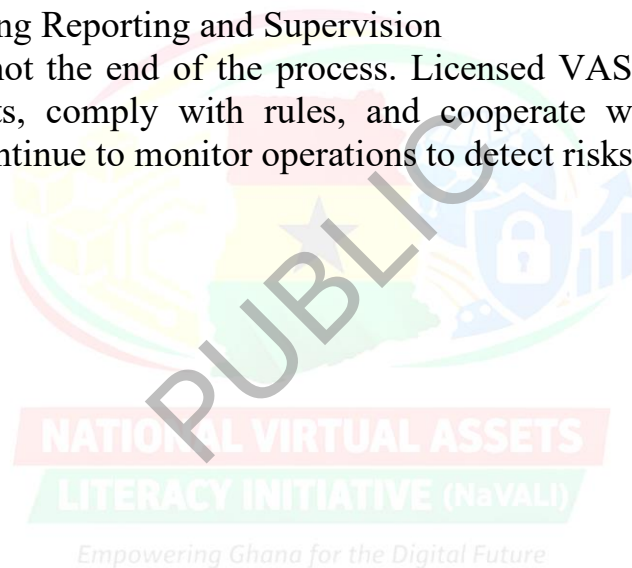 ng Reporting and Supervision
not the end of the process. Licensed VAS
ts, comply with rules, and cooperate w
ntinue to monitor operations to detect risks
PUBLIC
NATIONAL VIRTUAL ASSETS
LITERACY INITIATIVE (NaVALI)
Empowering Ghana for the Digital Future